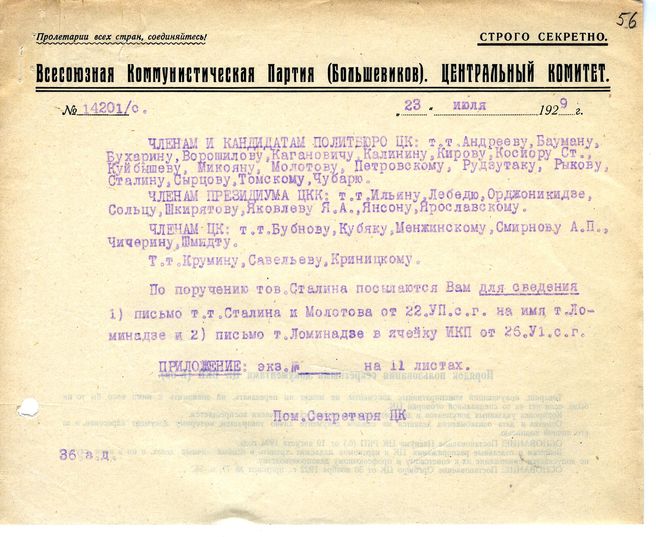 56
Пролетарии всех стран, соединяйтесь!
СТРОГО СЕКРЕТНО.
Всесоюзная Коммунистическая Партия (Большевиков). ЦЕНТРАЛЬНЫЙ КОМИТЕТ.
№ 14201/с. 23 " июля 1929 г.
ЧЛЕНАМ И КАНДИДАТАМ ПОЛИТБЮРО ЦК: т.т.Андрееву, Бауману,
Бухарину, Ворошилову, Кагановичу, Калинину, Кирову, Косиору Ст.,
Куйбышеву, Микояну, Молотову, Петровскому, Рудзутаку, Рыкову,
Сталину, Сырцову, Томскому, Чубарю.
ЧЛЕНАМ ПРЕЗИДИУМА ЦКК: т.т.Ильину, Лебедю, Орджоникидзе,
Сольцу, Шкирятову, Яковлеву Я.А., Янсону, Ярославскому.
ЧЛЕНАМ ЦК: т.т.Бубнову, Кубяку, Менжинскому, Смирнову А.П.,
Чичерину, Шмидту.
Т.т.Крумину, Савельеву, Криницкому.
По поручению тов.Сталина посылаются Вам для сведения
1) письмо т.т.Сталина и Молотова от 22.УП.с.г. на имя т.Ло-
минадзе и 2) письмо т.Ломинадзе в ячейку ИКП от 26.У1.с.г.
ПРИЛОЖЕНИЕ: экз.№ на 11 листах.
Пом.Секретаря ЦК
36 а д.